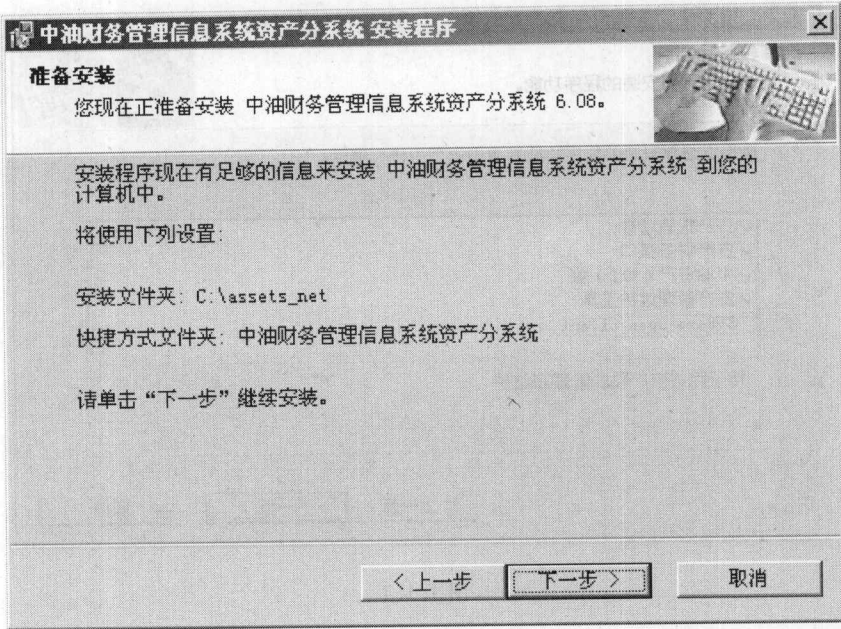 中油财务管理信息系统资产分系统 安装程序
准备安装
您现在正准备安装 中油财务管理信息系统资产分系统 6.08。
安装程序现在有足够的信息来安装 中油财务管理信息系统资产分系统 到您的
计算机中。
将使用下列设置:
安装文件夹: C:\assets_net
快捷方式文件夹: 中油财务管理信息系统资产分系统
请单击“下一步”继续安装。
< 上一步
下一步 >
取消